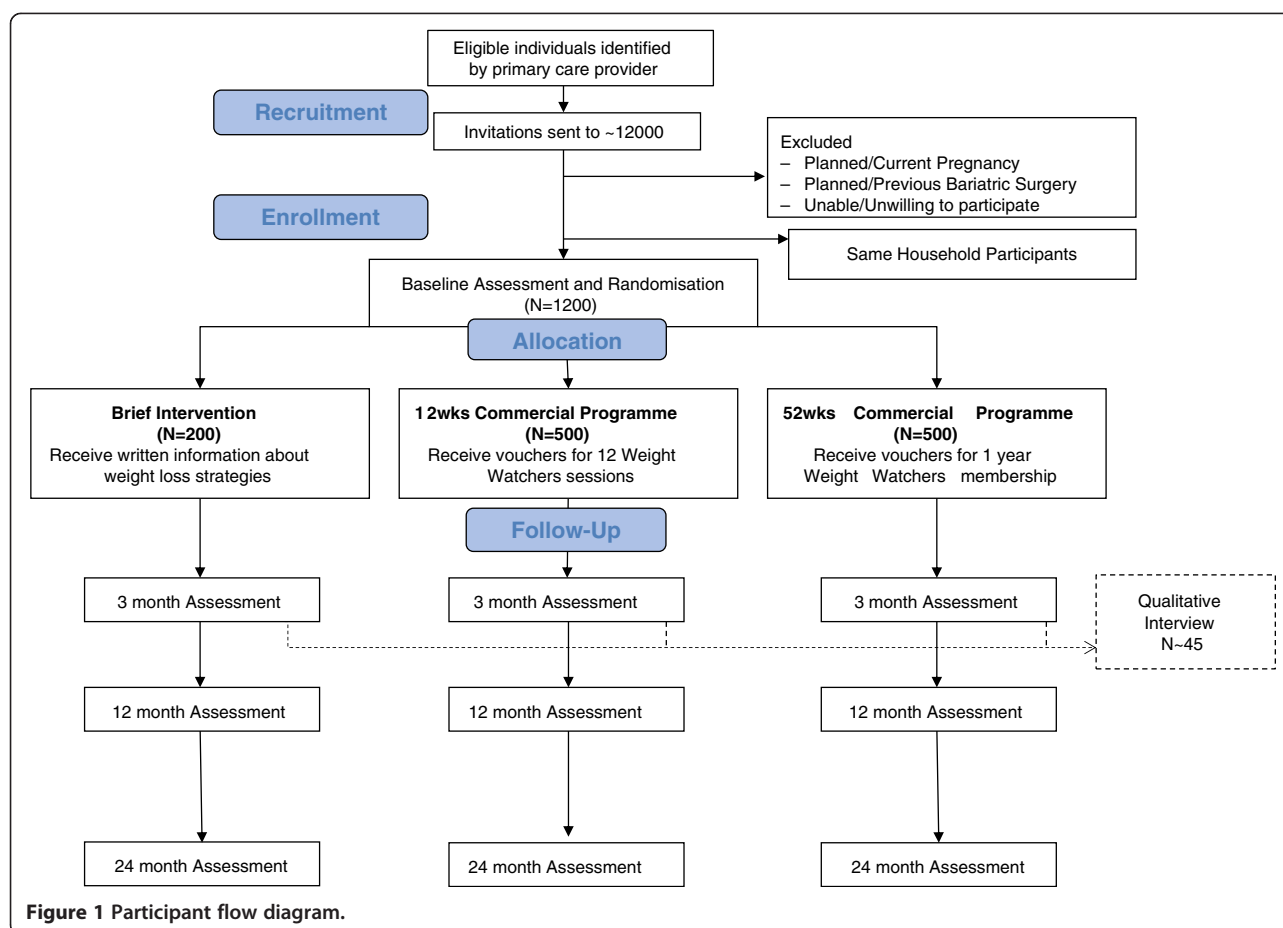 Eligible individuals identified
by primary care provider
Recruitment
Invitations sent to ~12000
Excluded
– Planned/Current Pregnancy
– Planned/Previous Bariatric Surgery
– Unable/Unwilling to participate
Enrollment
Same Household Participants
Baseline Assessment and Randomisation
(N=1200)
Allocation
Brief Intervention
(N=200)
Receive written information about
weight loss strategies
12wks Commercial Programme
(N=500)
Receive vouchers for 12 Weight
Watchers sessions
52wks Commercial Programme
(N=500)
Receive vouchers for 1 year
Weight Watchers membership
Follow-Up
3 month Assessment
3 month Assessment
3 month Assessment
Qualitative
Interview
N~45
12 month Assessment
12 month Assessment
12 month Assessment
24 month Assessment
24 month Assessment
24 month Assessment
Figure 1 Participant flow diagram.